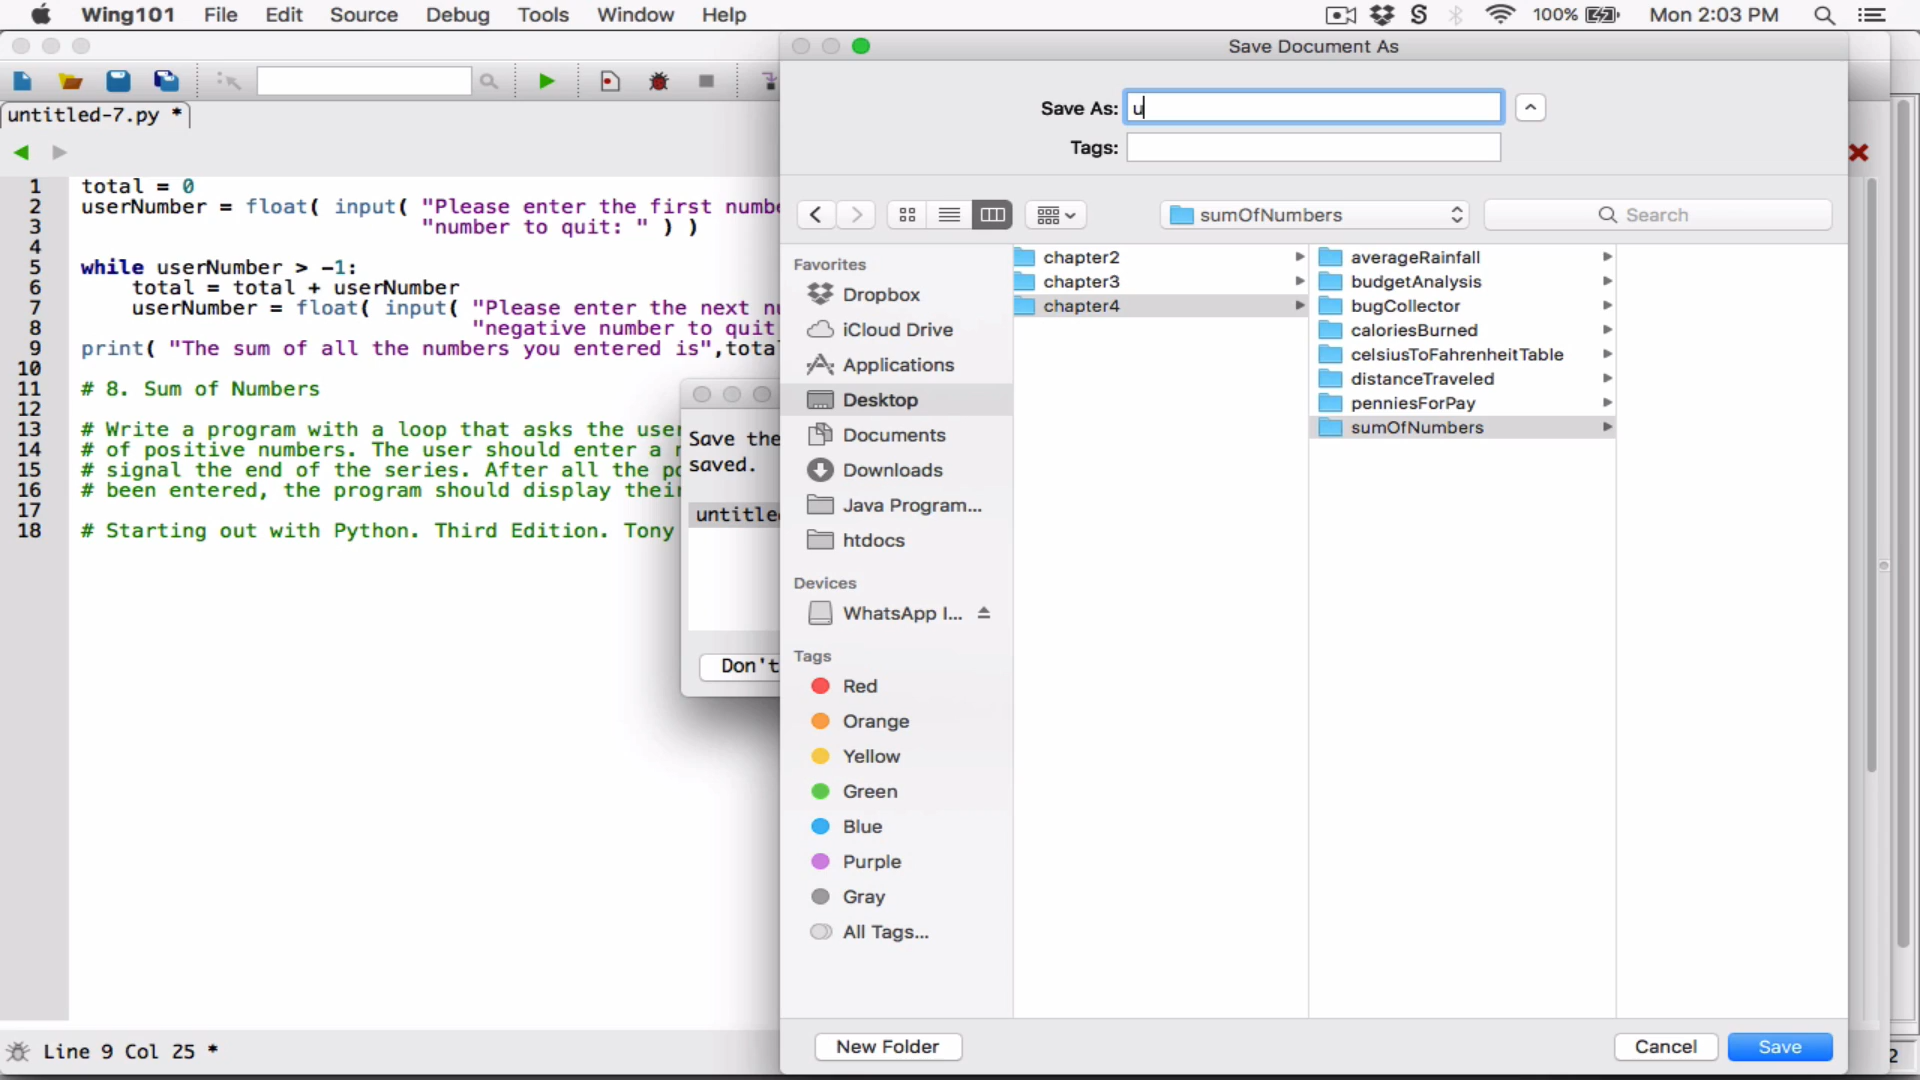 Wing101 File Edit Source Debug Tools Window Help 100% Mon 2:03 PM
Save Document As
untitled-7.py *
Save As: u
Tags:
sumOfNumbers
Search
1 total = 0
2 userNumber = float( input( "Please enter the first numbe
3 "number to quit: " ) )
4
5 while userNumber > -1:
6 total = total + userNumber
7 userNumber = float( input( "Please enter the next nu
8 "negative number to quit
9 print( "The sum of all the numbers you entered is",tota
10
11 # 8. Sum of Numbers
12
13 # Write a program with a loop that asks the user
14 # of positive numbers. The user should enter a n
15 # signal the end of the series. After all the po
16 # been entered, the program should display their
17
18 # Starting out with Python. Third Edition. Tony
Save the
saved.
untitle
Don't
Favorites
Dropbox
iCloud Drive
Applications
Desktop
Documents
Downloads
Java Program...
htdocs
Devices
WhatsApp I...
Tags
Red
Orange
Yellow
Green
Blue
Purple
Gray
All Tags...
chapter2
chapter3
chapter4
averageRainfall
budgetAnalysis
bugCollector
caloriesBurned
celsiusToFahrenheitTable
distanceTraveled
penniesForPay
sumOfNumbers
New Folder Cancel Save
Line 9 Col 25 *
2